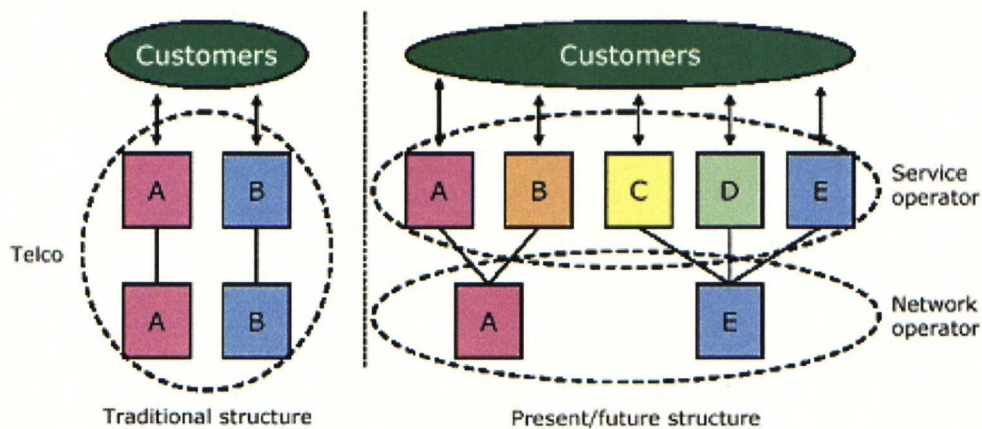 Customers
Customers
A B
A B C D E
Service
operator
Telco
A B
A E
Network
operator
Traditional structure
Present/future structure